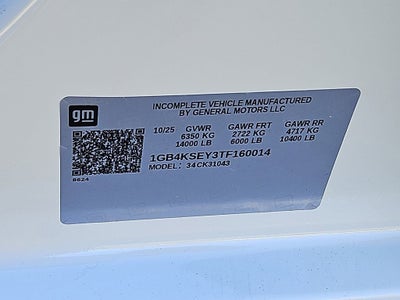 gm
INCOMPLETE VEHICLE MANUFACTURED
BY GENERAL MOTORS LLC
10/25 GVWR GAWR FRT GAWR RR
6350 KG 2722 KG 4717 KG
14000 LB 6000 LB 10400 LB
1GB4KSEY3TF160014
MODEL: 34CK31043
8624